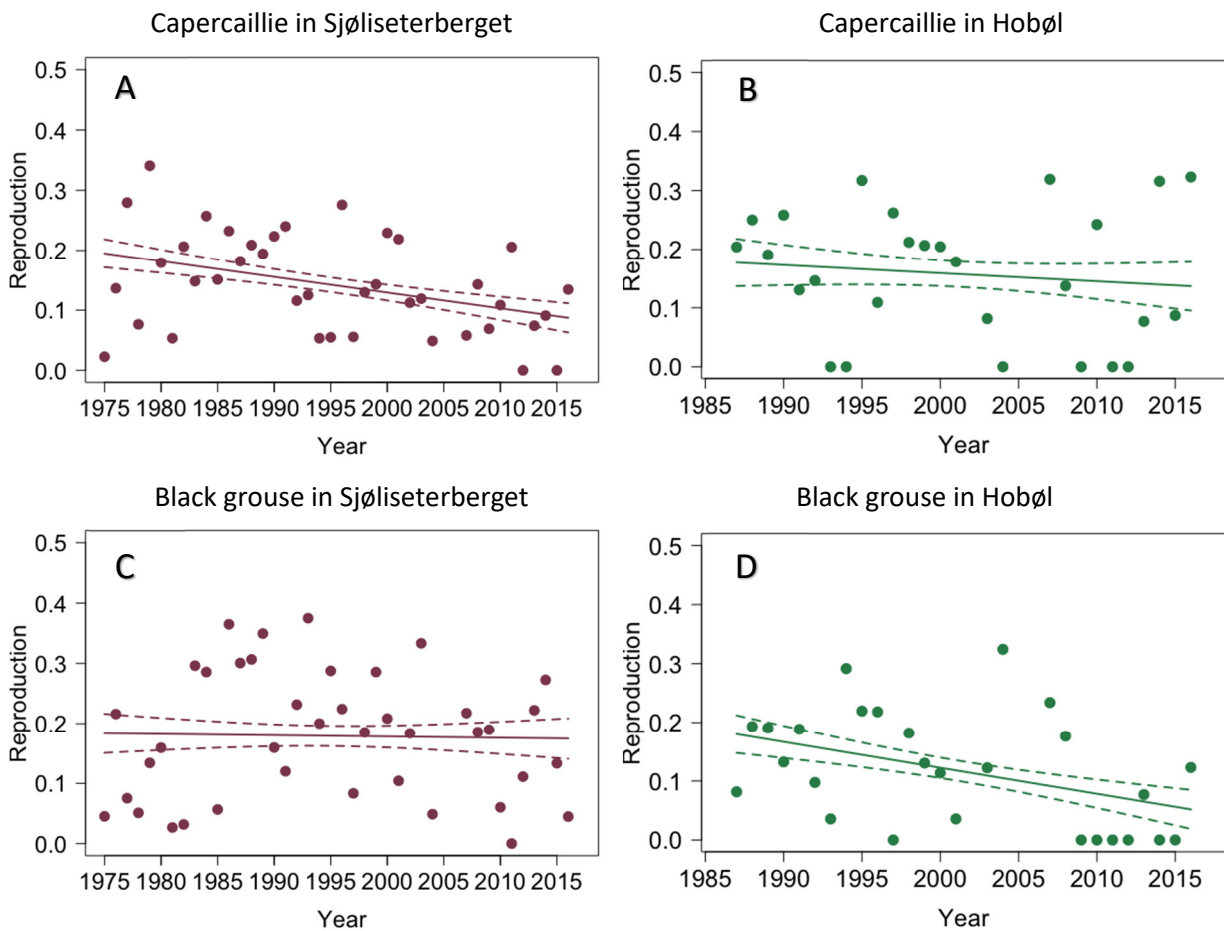 Capercaillie in Sjøliseterberget
A
Reproduction
0.5
0.4
0.3
0.2
0.1
0.0
1975 1980 1985 1990 1995 2000 2005 2010 2015
Year
Capercaillie in Hobøl
B
Reproduction
0.5
0.4
0.3
0.2
0.1
0.0
1985 1990 1995 2000 2005 2010 2015
Year
Black grouse in Sjøliseterberget
C
Reproduction
0.5
0.4
0.3
0.2
0.1
0.0
1975 1980 1985 1990 1995 2000 2005 2010 2015
Year
Black grouse in Hobøl
D
Reproduction
0.5
0.4
0.3
0.2
0.1
0.0
1985 1990 1995 2000 2005 2010 2015
Year